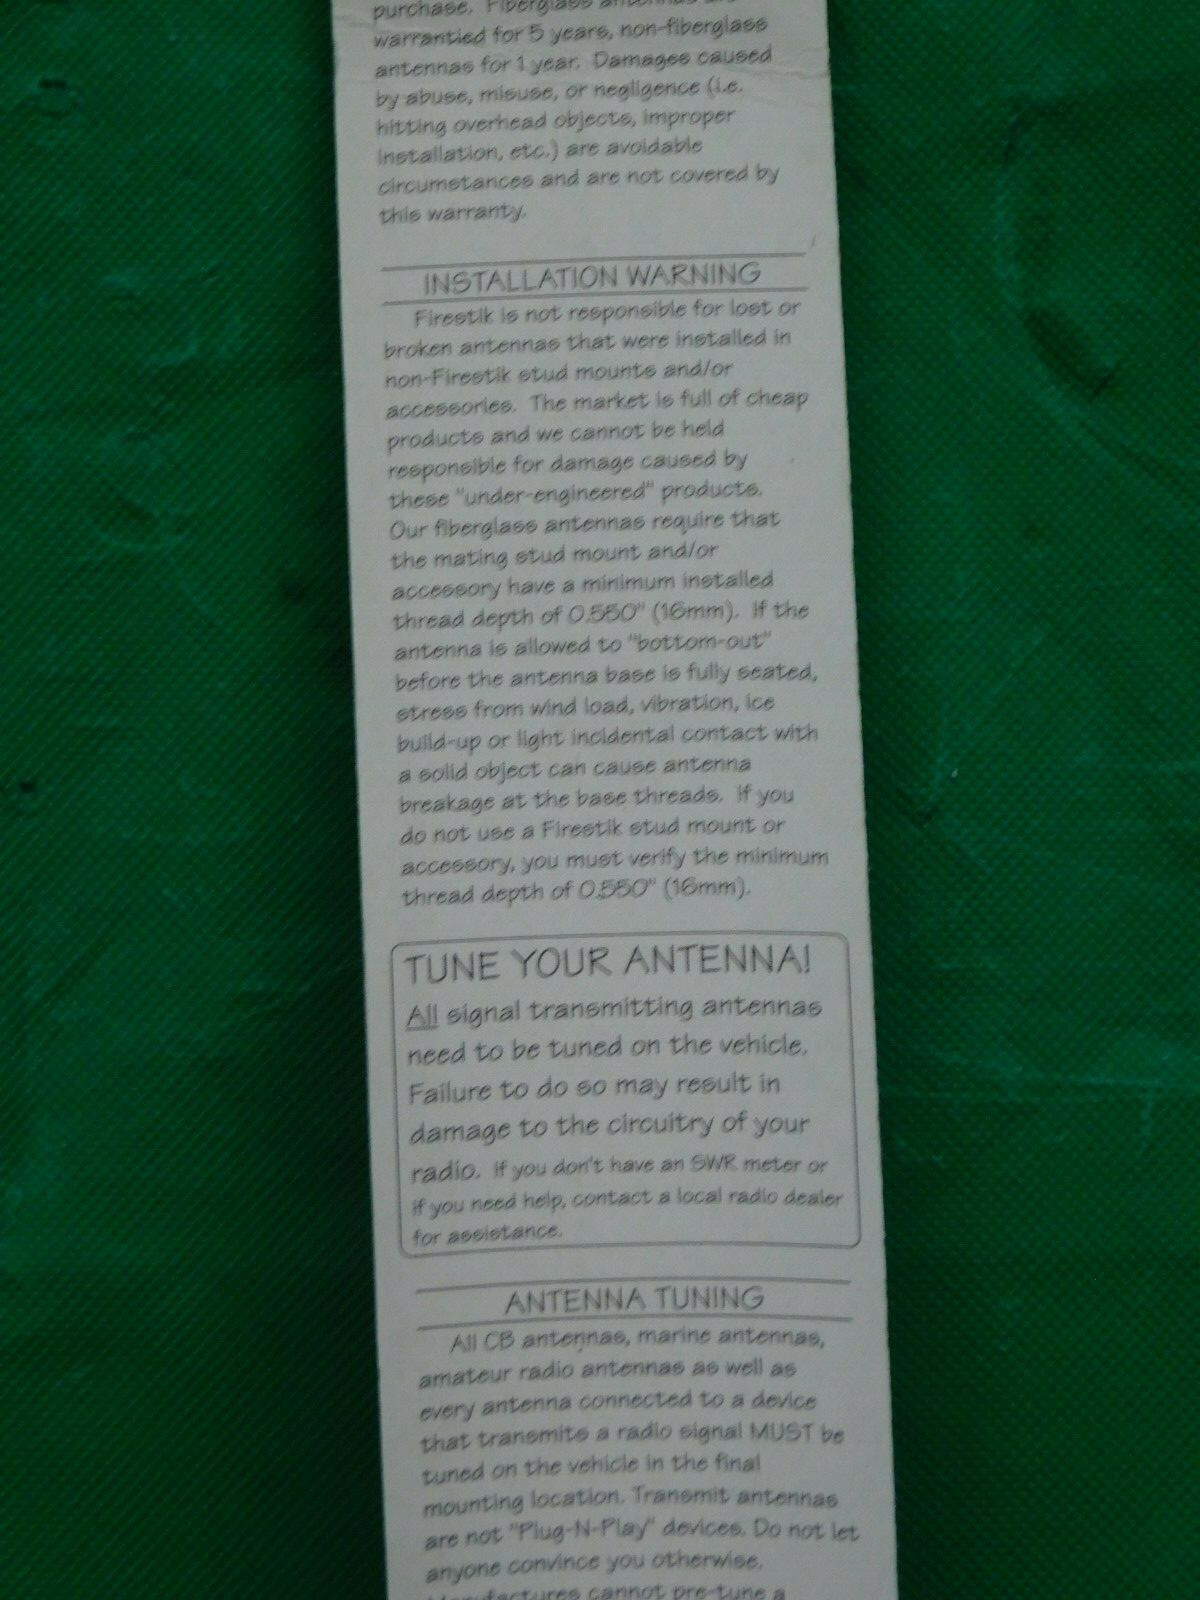 purchase. Fiberglass antennas are
warrantied for 5 years, non-fiberglass
antennas for 1 year. Damages caused
by abuse, misuse, or negligence (i.e.
hitting overhead objects, improper
installation, etc.) are avoidable
circumstances and are not covered by
this warranty.
INSTALLATION WARNING
Firestik is not responsible for lost or
broken antennas that were installed in
non-Firestik stud mounts and/or
accessories. The market is full of cheap
products and we cannot be held
responsible for damage caused by
these "under-engineered" products.
Our fiberglass antennas require that
the mating stud mount and/or
accessory have a minimum installed
thread depth of 0.550" (16mm). If the
antenna is allowed to "bottom-out"
before the antenna base is fully seated,
stress from wind load, vibration, ice
build-up or light incidental contact with
a solid object can cause antenna
breakage at the base threads. If you
do not use a Firestik stud mount or
accessory, you must verify the minimum
thread depth of 0.550" (16mm).
TUNE YOUR ANTENNA!
All signal transmitting antennas
need to be tuned on the vehicle.
Failure to do so may result in
damage to the circuitry of your
radio. If you don't have an SWR meter or
if you need help, contact a local radio dealer
for assistance.
ANTENNA TUNING
All CB antennas, marine antennas,
amateur radio antennas as well as
every antenna connected to a device
that transmits a radio signal MUST be
tuned on the vehicle in the final
mounting location. Transmit antennas
are not "Plug-N-Play" devices. Do not let
anyone convince you otherwise.
Manufactures cannot pre-tune a